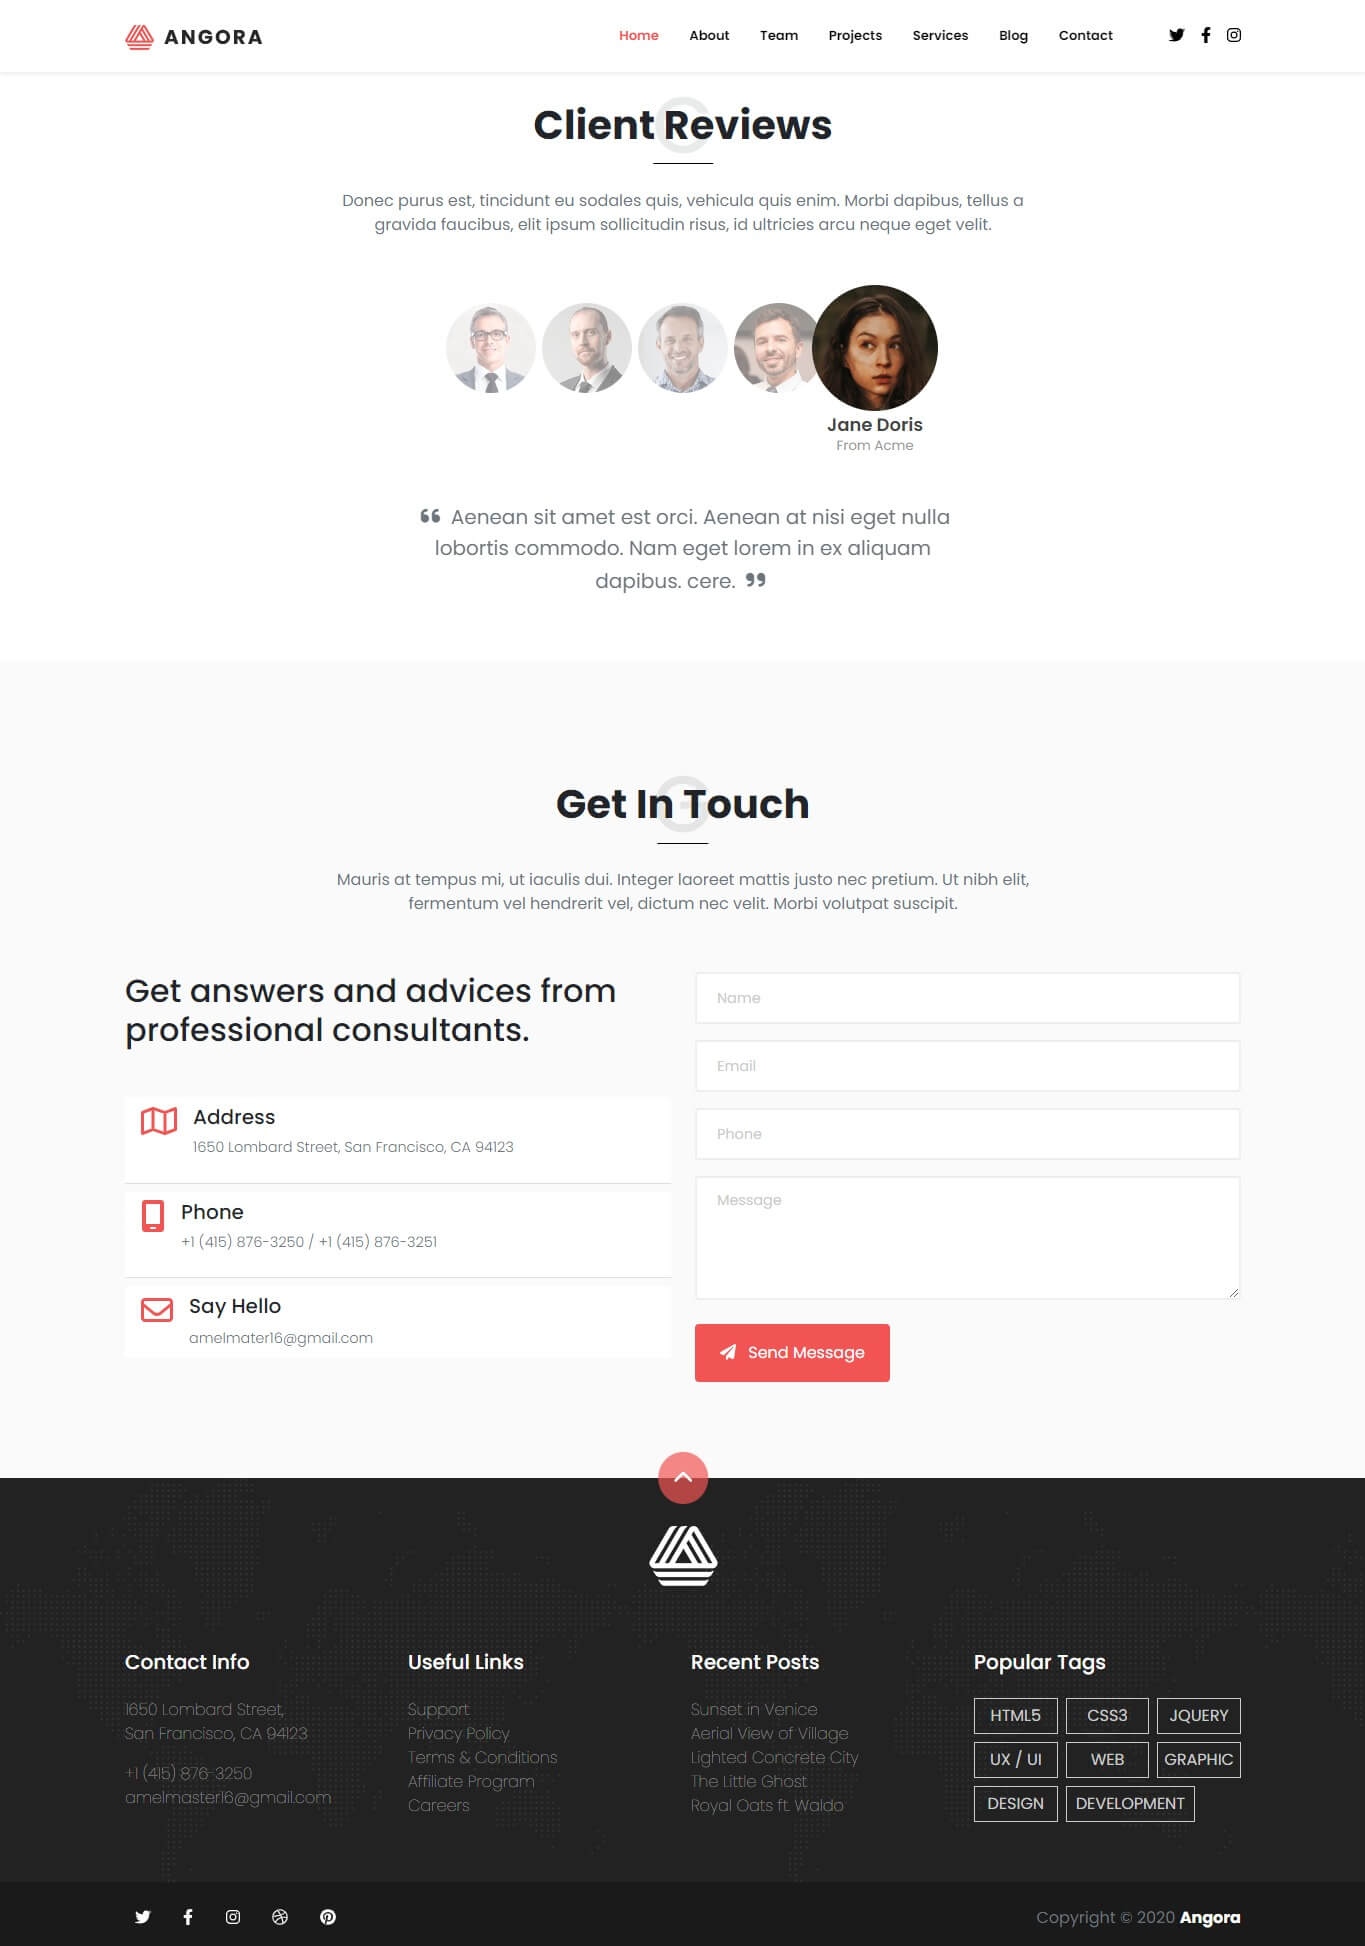 ANGORA
Home About Team Projects Services Blog Contact
Client Reviews
Donec purus est, tincidunt eu sodales quis, vehicula quis enim. Morbi dapibus, tellus a
gravida faucibus, elit ipsum sollicitudin risus, id ultricies arcu neque eget velit.
Jane Doris
From Acme
“ Aenean sit amet est orci. Aenean at nisi eget nulla
lobortis commodo. Nam eget lorem in ex aliquam
dapibus. cere. ”
Get In Touch
Mauris at tempus mi, ut iaculis dui. Integer laoreet mattis justo nec pretium. Ut nibh elit,
fermentum vel hendrerit vel, dictum nec velit. Morbi volutpat suscipit.
Get answers and advices from
professional consultants.
Address
1650 Lombard Street, San Francisco, CA 94123
Phone
+1 (415) 876-3250 / +1 (415) 876-3251
Say Hello
amelmater16@gmail.com
Name
Email
Phone
Message
Send Message
Contact Info
1650 Lombard Street,
San Francisco, CA 94123
+1 (415) 876-3250
amelmaster16@gmail.com
Useful Links
Support
Privacy Policy
Terms & Conditions
Affiliate Program
Careers
Recent Posts
Sunset in Venice
Aerial View of Village
Lighted Concrete City
The Little Ghost
Royal Oats ft. Waldo
Popular Tags
HTML5 CSS3 JQUERY
UX / UI WEB GRAPHIC
DESIGN DEVELOPMENT
Copyright © 2020 Angora